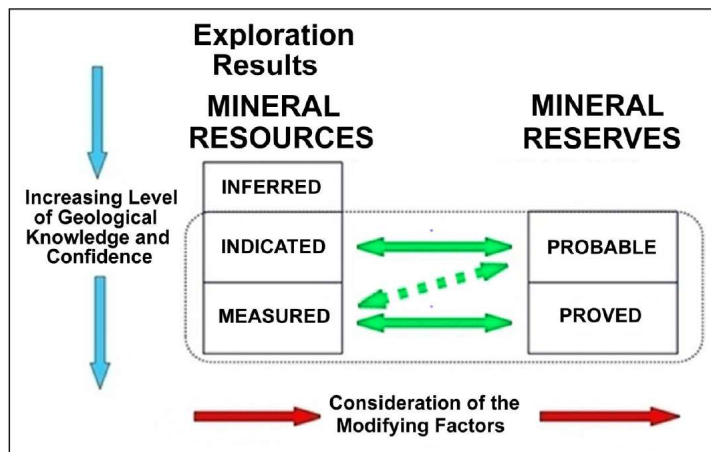 Exploration
Results
MINERAL
RESOURCES
MINERAL
RESERVES
Increasing Level
of Geological
Knowledge and
Confidence
INFERRED
INDICATED
MEASURED
PROBABLE
PROVED
Consideration of the
Modifying Factors